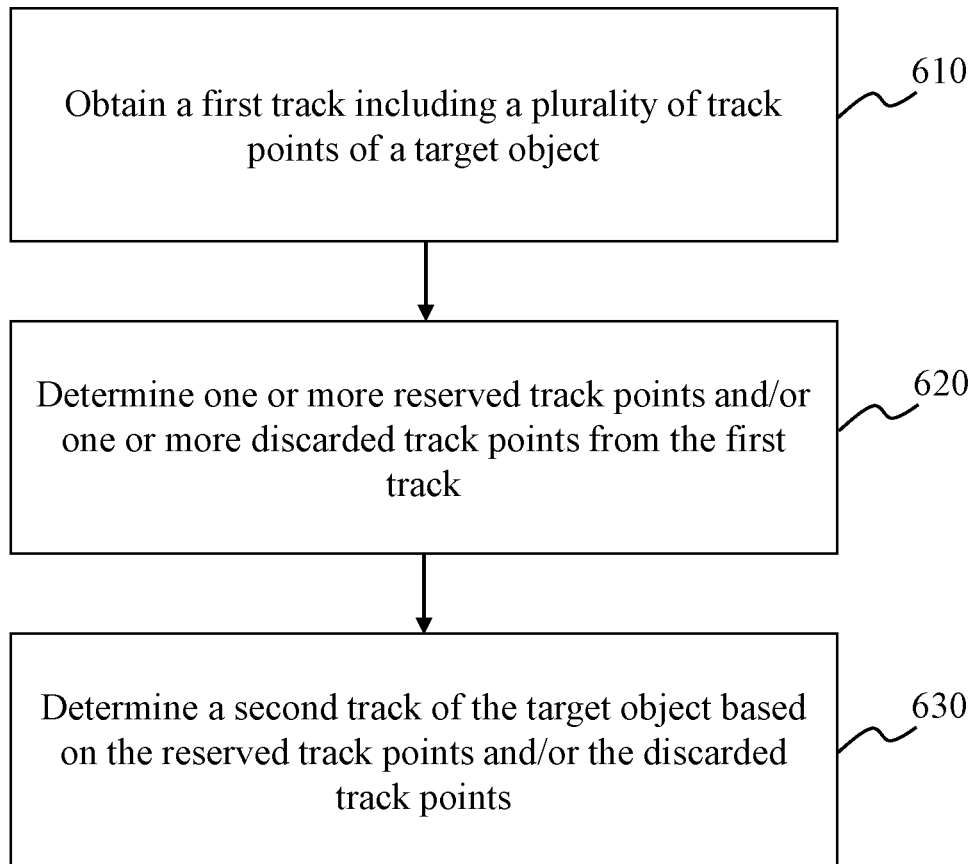 610
Obtain a first track including a plurality of track
points of a target object
620
Determine one or more reserved track points and/or
one or more discarded track points from the first
track
630
Determine a second track of the target object based
on the reserved track points and/or the discarded
track points